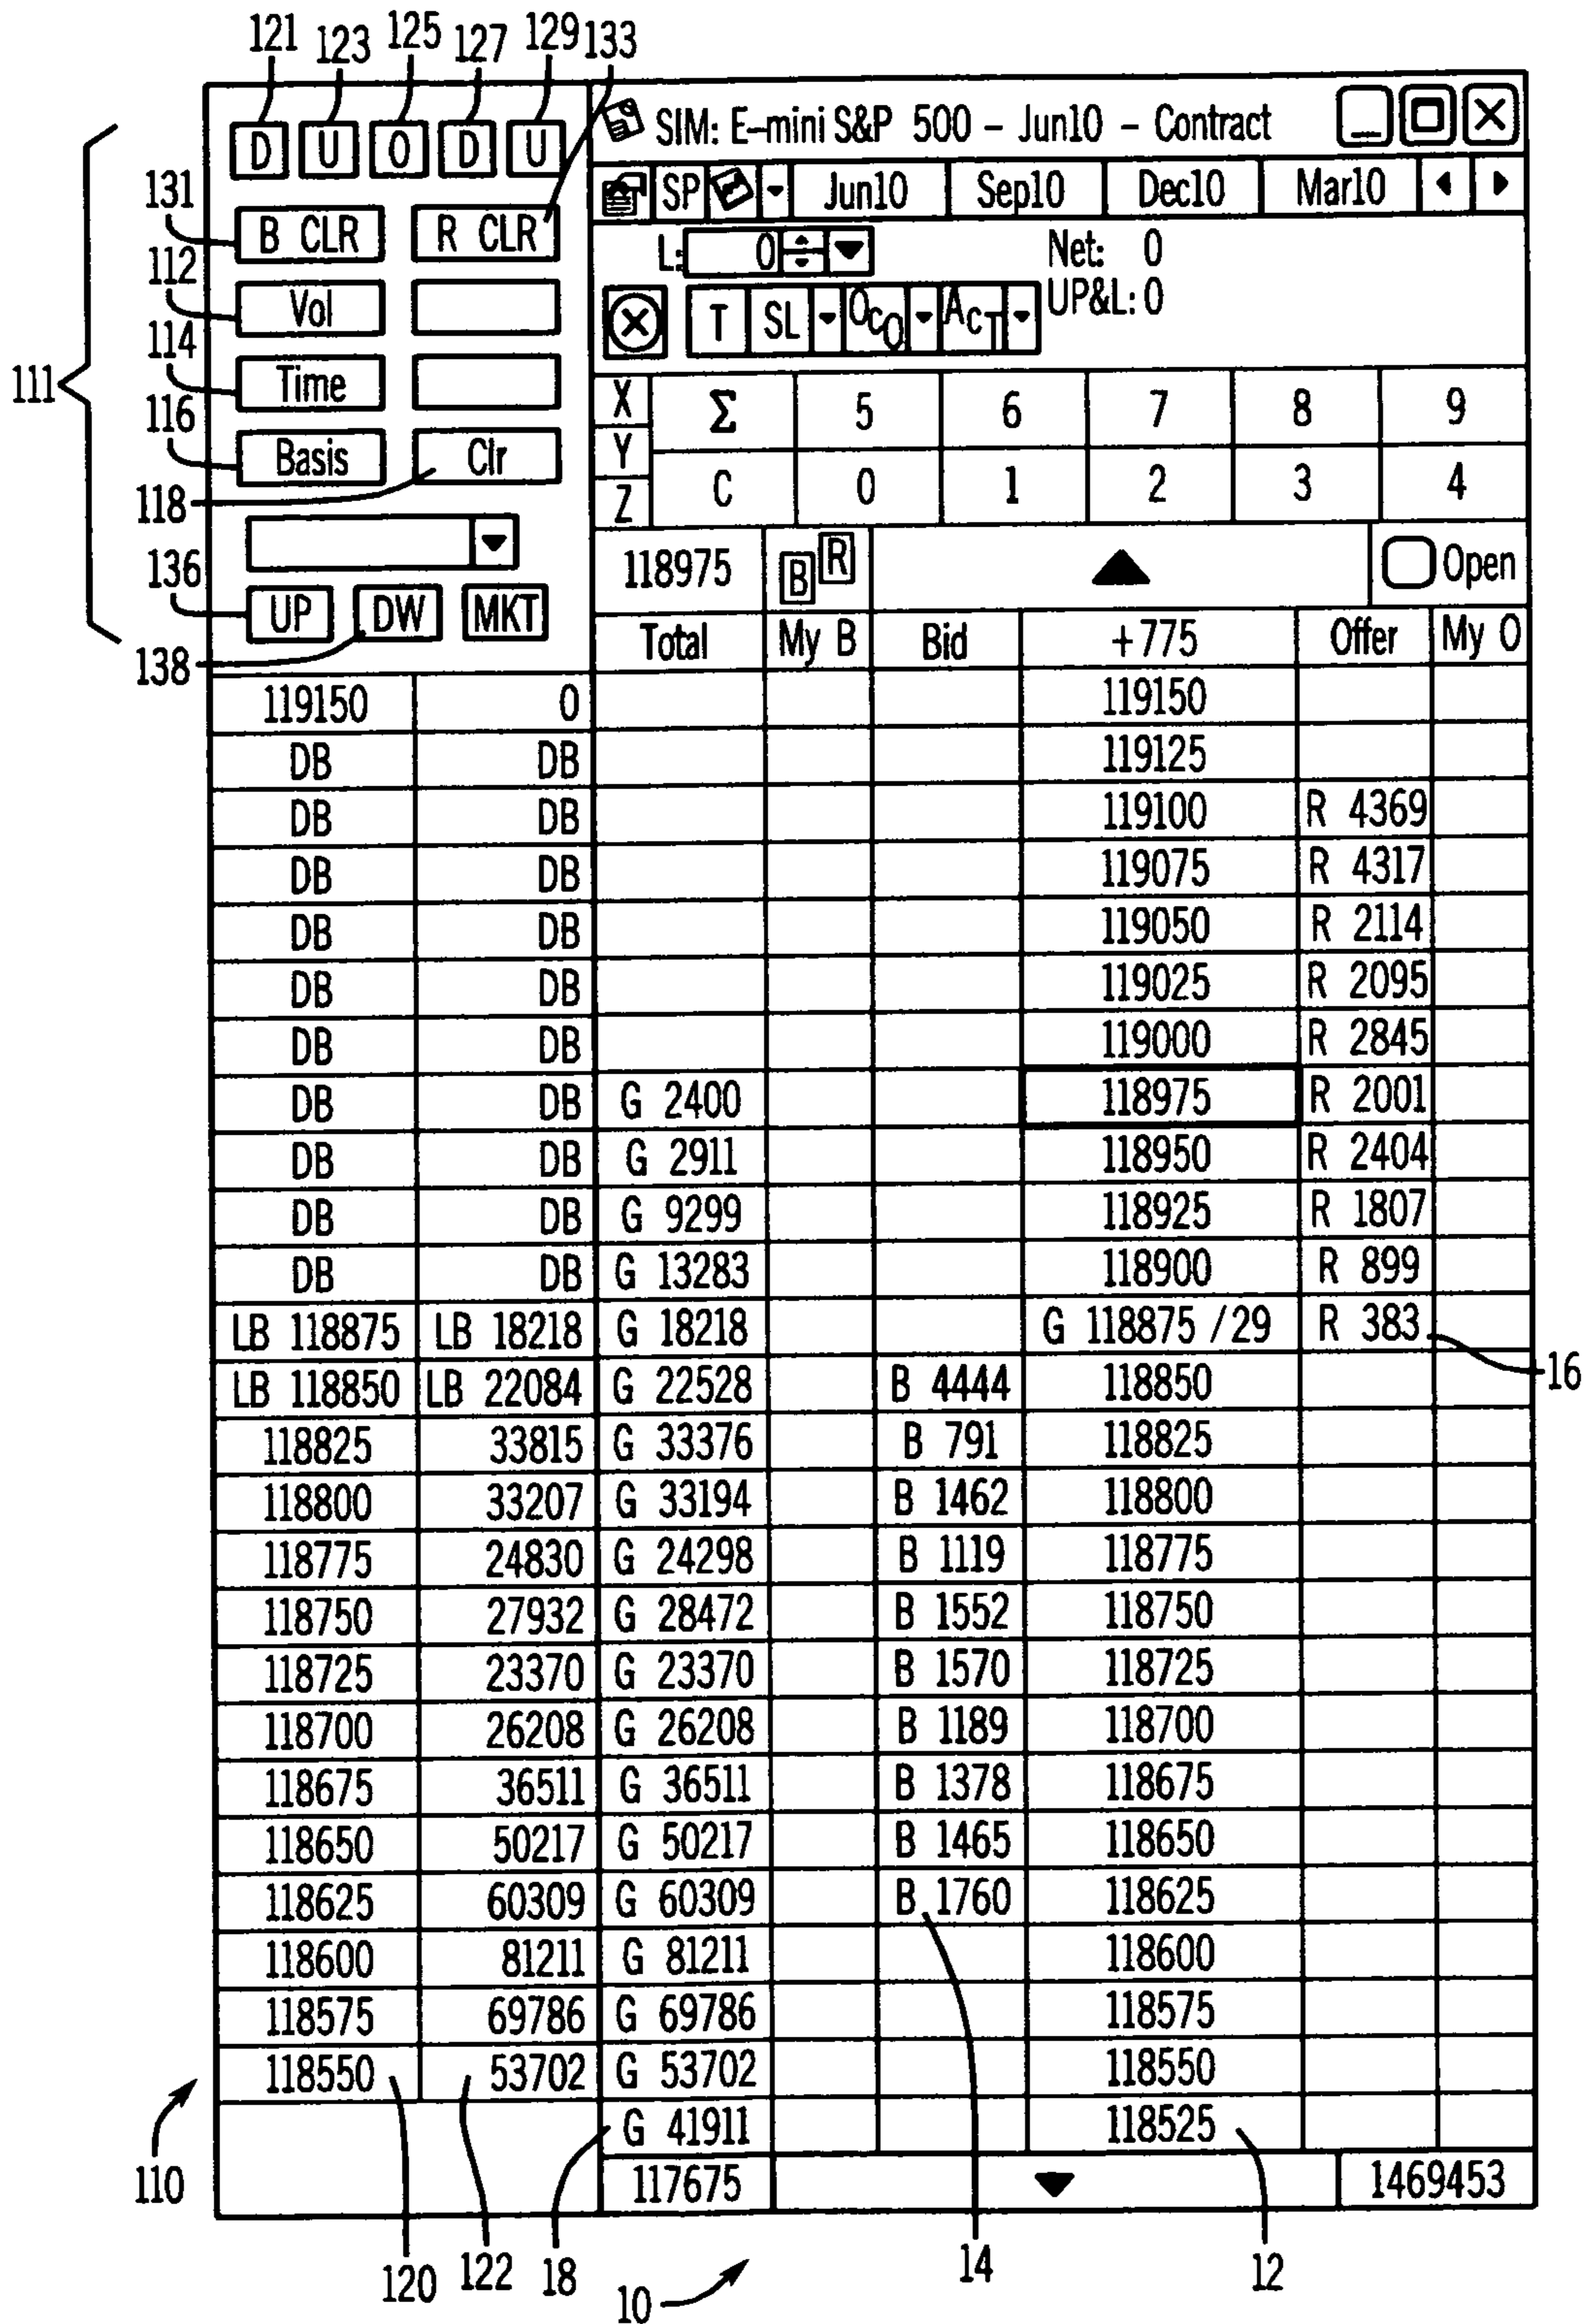 121 123 125 127 129 133
D U O D U
SIM: E-mini S&P 500 - Jun10 - Contract
SP Jun10 Sep10 Dec10 Mar10
131 B CLR R CLR
L: 0 Net: 0
112 Vol
T SL OCO ACT UP&L: 0
114 Time
111
116 Basis Clr
118
X Σ 5 6 7 8 9
Y
Z C 0 1 2 3 4
136 UP DW MKT
138
118975 B R Open
Total My B Bid +775 Offer My O
119150 0 119150
DB DB 119125
DB DB 119100 R 4369
DB DB 119075 R 4317
DB DB 119050 R 2114
DB DB 119025 R 2095
DB DB 119000 R 2845
DB DB G 2400 118975 R 2001
DB DB G 2911 118950 R 2404
DB DB G 9299 118925 R 1807
DB DB G 13283 118900 R 899
LB 118875 LB 18218 G 18218 G 118875 /29 R 383
16
LB 118850 LB 22084 G 22528 B 4444 118850
118825 33815 G 33376 B 791 118825
118800 33207 G 33194 B 1462 118800
118775 24830 G 24298 B 1119 118775
118750 27932 G 28472 B 1552 118750
118725 23370 G 23370 B 1570 118725
118700 26208 G 26208 B 1189 118700
118675 36511 G 36511 B 1378 118675
118650 50217 G 50217 B 1465 118650
118625 60309 G 60309 B 1760 118625
118600 81211 G 81211 118600
118575 69786 G 69786 118575
118550 53702 G 53702 118550
G 41911 118525
110
117675 1469453
120 122 18 10 14 12